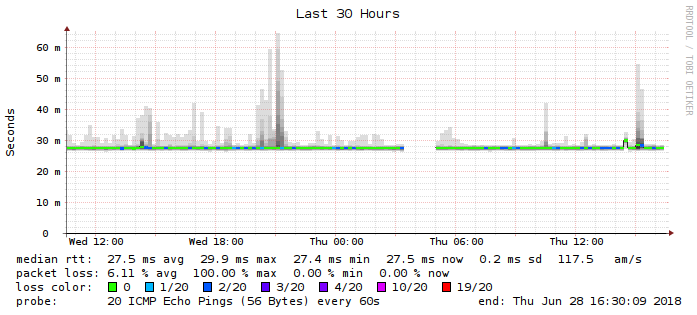 Last 30 Hours
RRDTOOL / TOBI OETIKER
Seconds
60 m
50 m
40 m
30 m
20 m
10 m
0
Wed 12:00 Wed 18:00 Thu 00:00 Thu 06:00 Thu 12:00
median rtt: 27.5 ms avg 29.9 ms max 27.4 ms min 27.5 ms now 0.2 ms sd 117.5 am/s
packet loss: 6.11 % avg 100.00 % max 0.00 % min 0.00 % now
loss color: 0 1/20 2/20 3/20 4/20 10/20 19/20
probe: 20 ICMP Echo Pings (56 Bytes) every 60s end: Thu Jun 28 16:30:09 2018